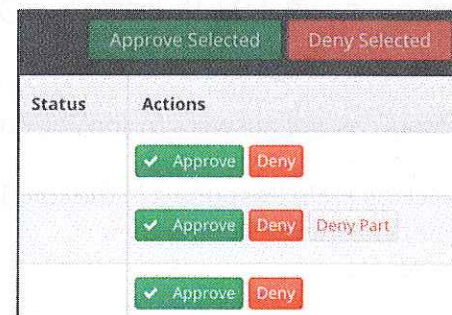 Approve Selected Deny Selected
Status Actions
Approve Deny
Approve Deny Deny Part
Approve Deny